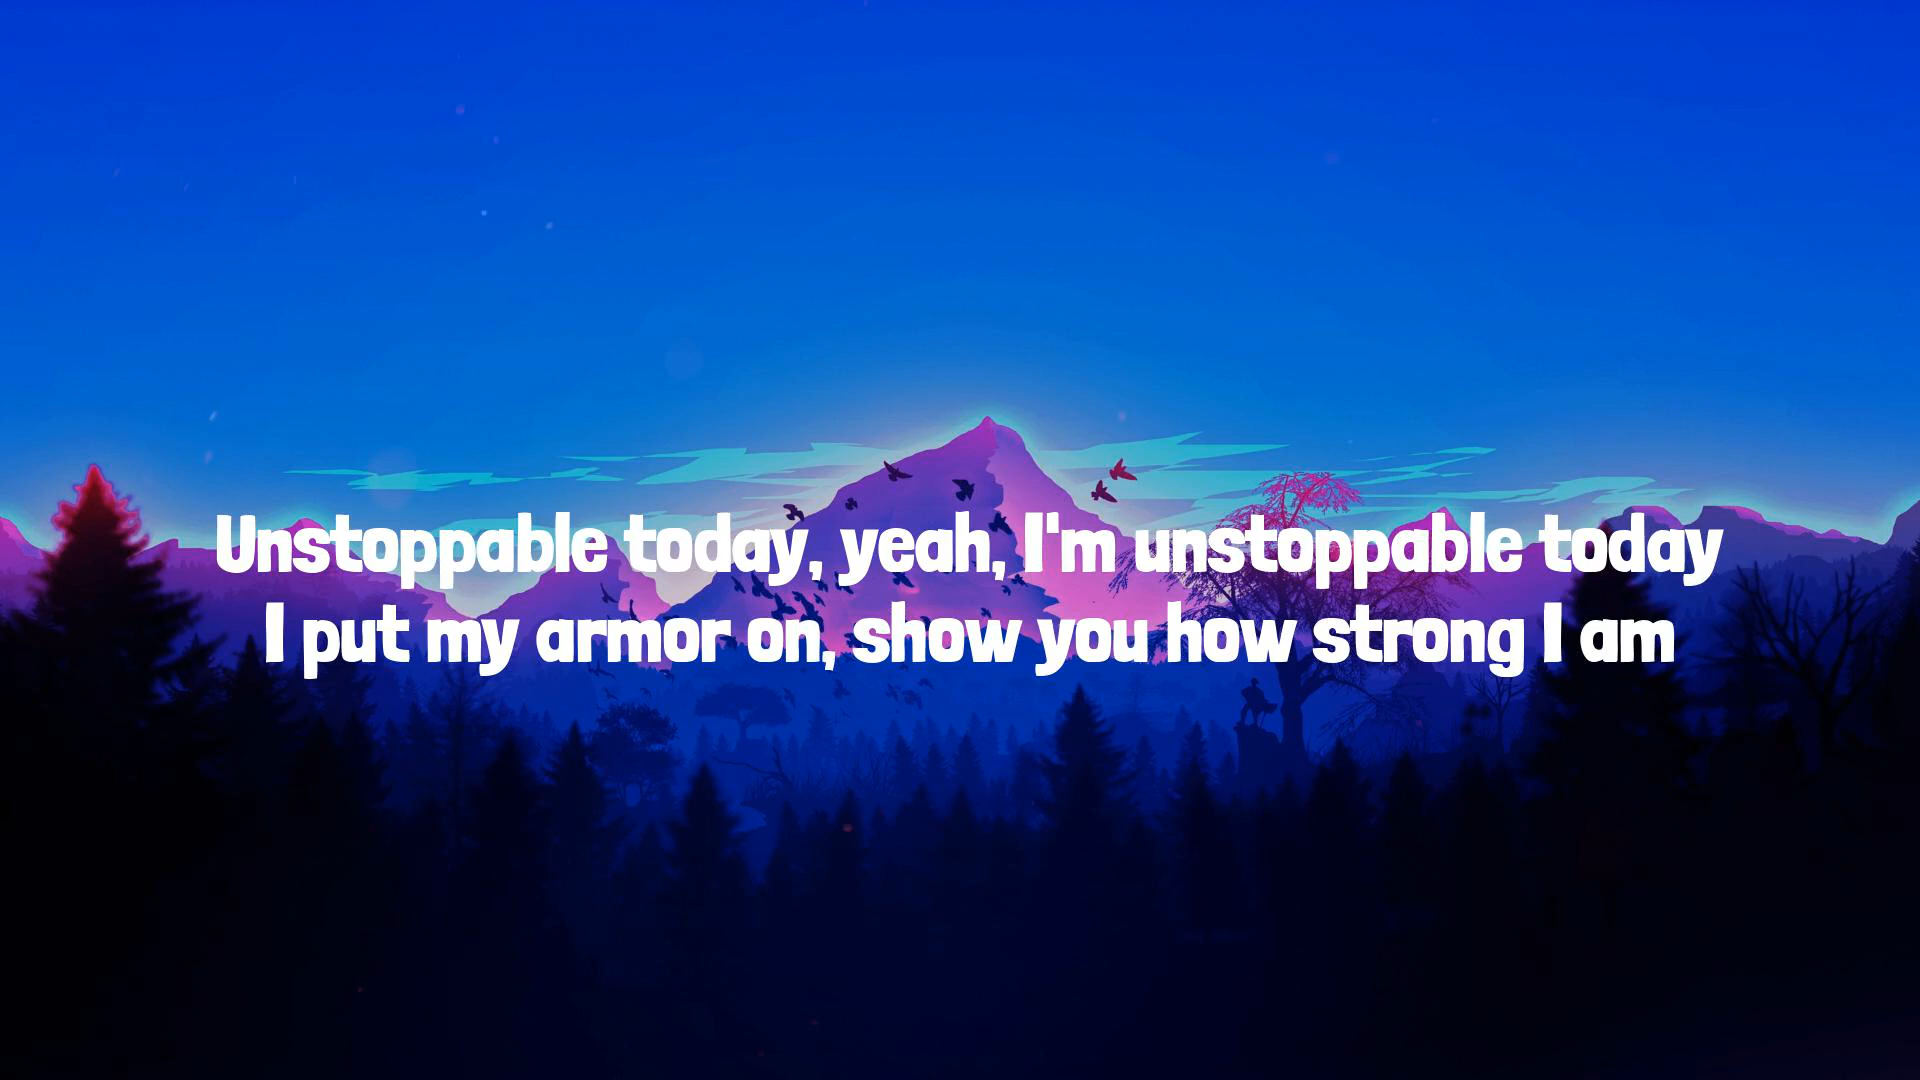 Unstoppable today, yeah, I'm unstoppable today
I put my armor on, show you how strong I am